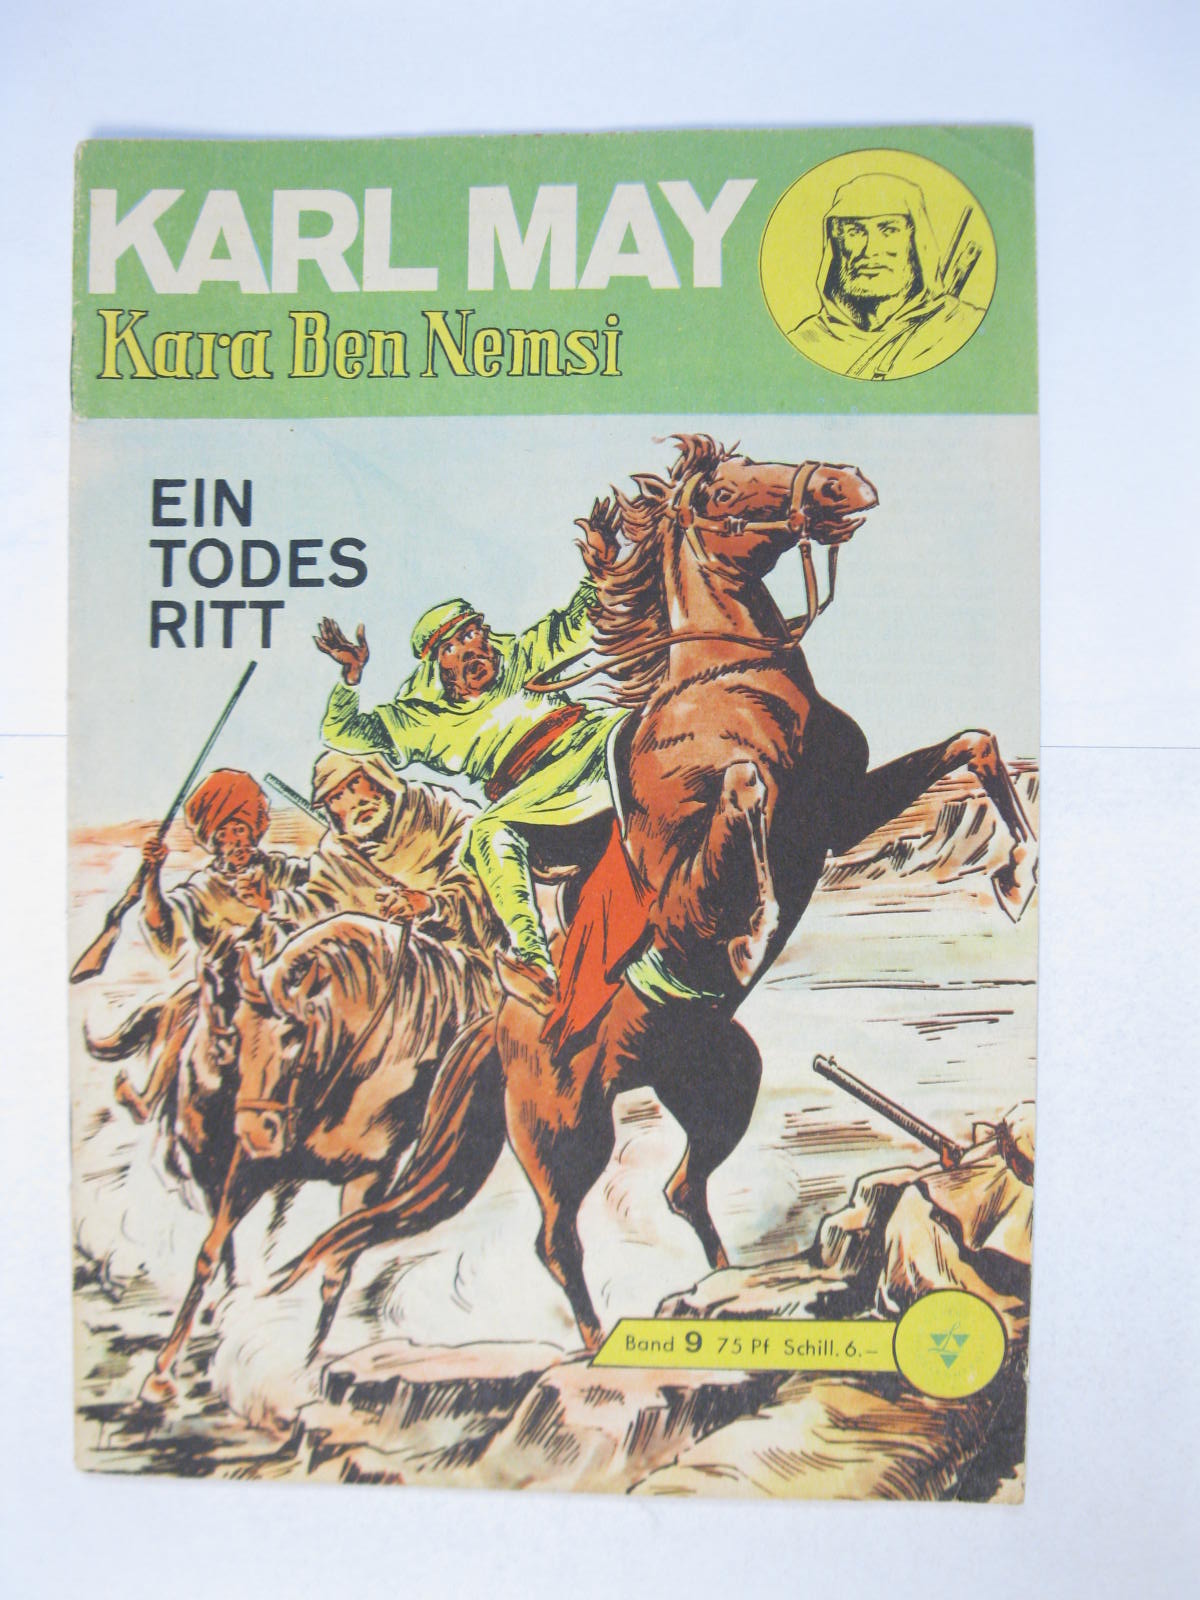 KARL MAY
Kara Ben Nemsi
EIN
TODES
RITT
Band 9 75 Pf Schill. 6.–